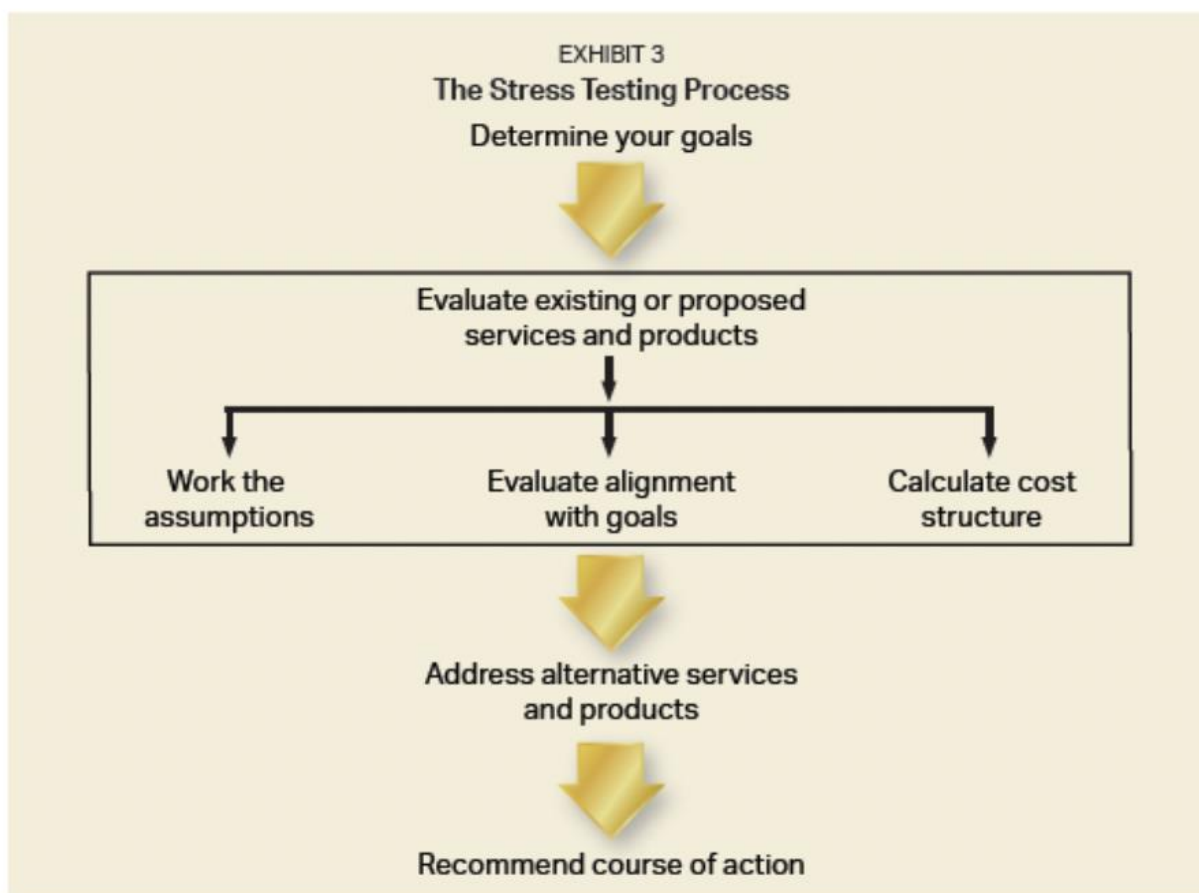 EXHIBIT 3
The Stress Testing Process
Determine your goals
Evaluate existing or proposed
services and products
Work the
assumptions
Evaluate alignment
with goals
Calculate cost
structure
Address alternative services
and products
Recommend course of action